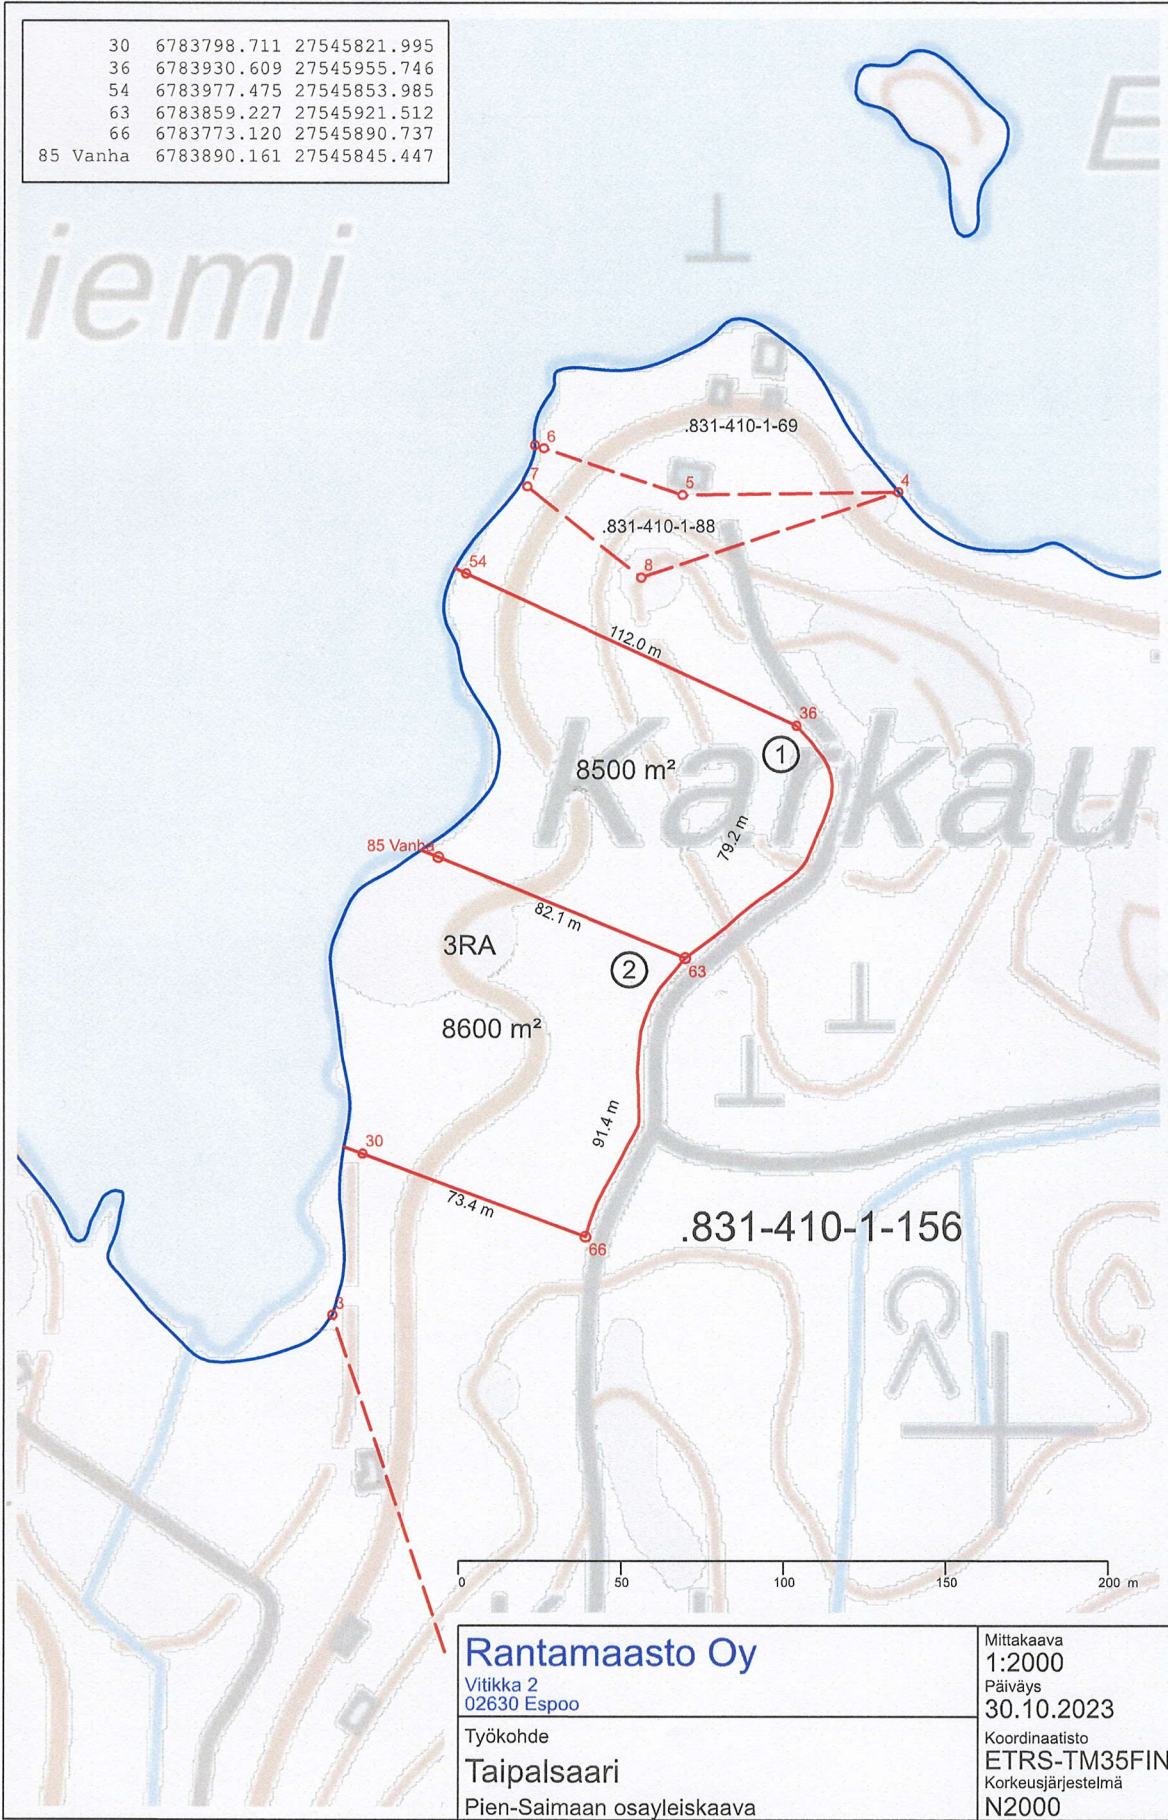 30 6783798.711 27545821.995
36 6783930.609 27545955.746
54 6783977.475 27545853.985
63 6783859.227 27545921.512
66 6783773.120 27545890.737
85 Vanha 6783890.161 27545845.447
E
iemi
.831-410-1-69
6
7
5
4
.831-410-1-88
8
54
112.0 m
36
1
Karkau
8500 m²
79.2 m
85 Vanha
82.1 m
3RA
2
63
8600 m²
91.4 m
30
73.4 m
.831-410-1-156
66
3
0 50 100 150 200 m
Rantamaasto Oy
Vitikka 2
02630 Espoo
Työkohde
Taipalsaari
Pien-Saimaan osayleiskaava
Mittakaava
1:2000
Päiväys
30.10.2023
Koordinaatisto
ETRS-TM35FIN
Korkeusjärjestelmä
N2000